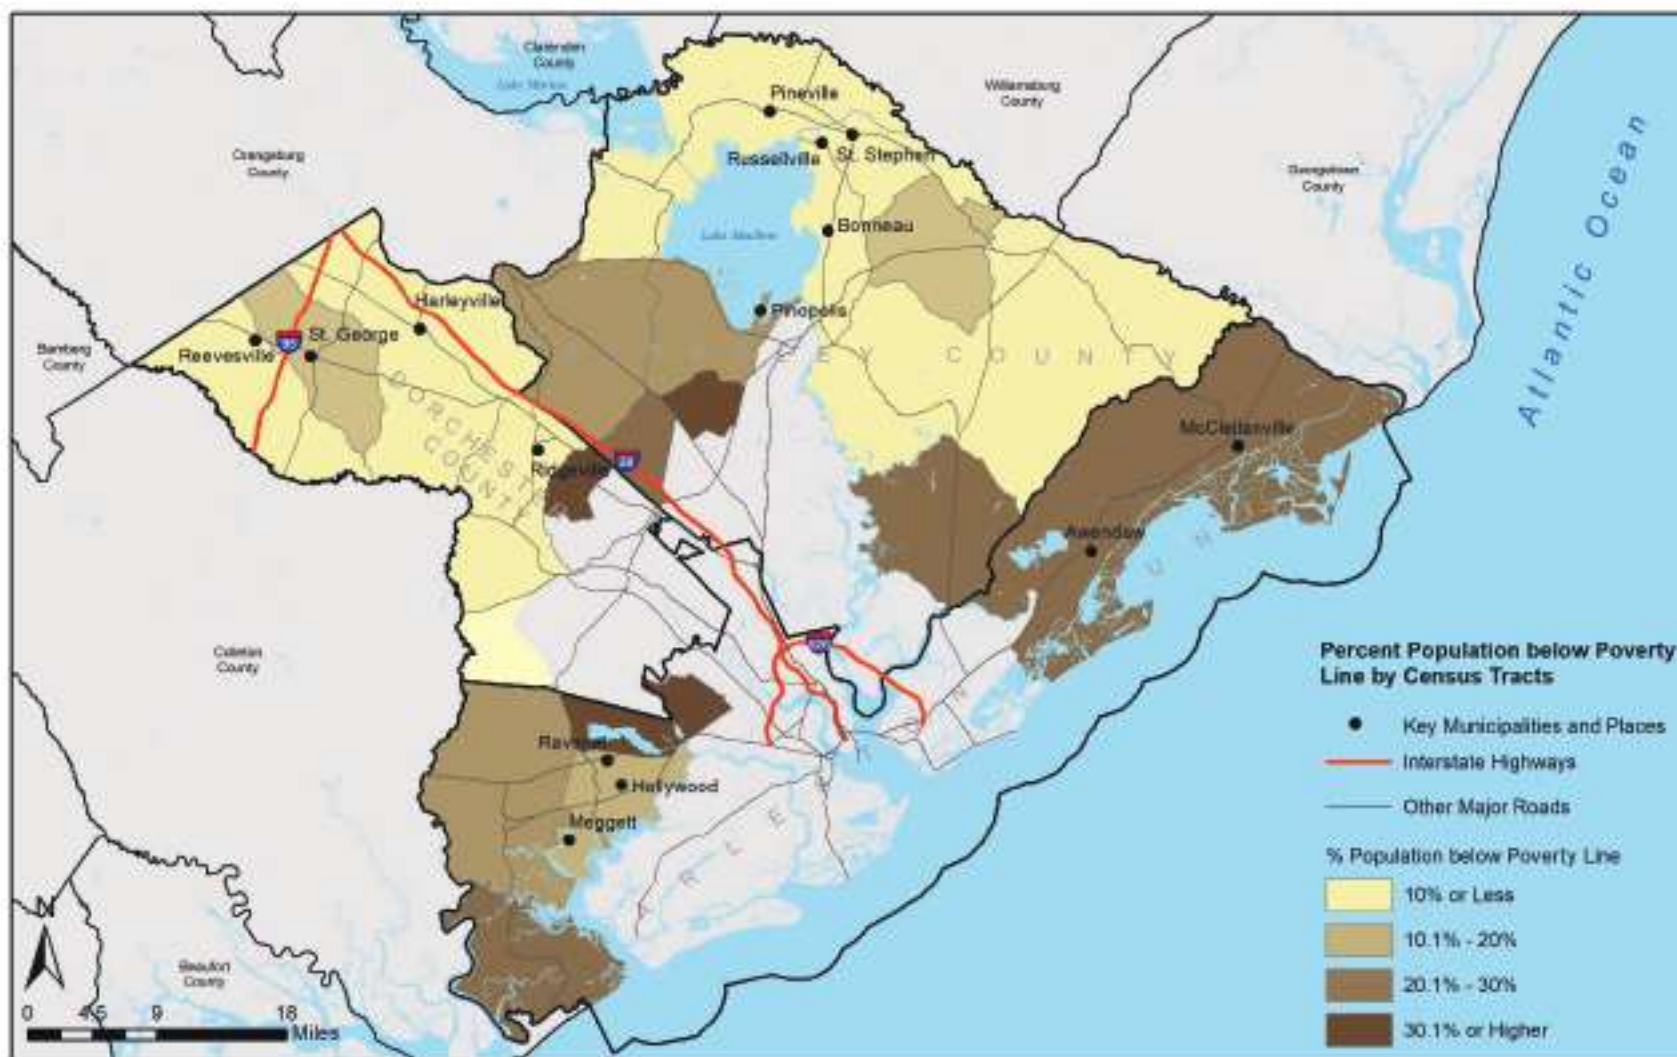 Clarendon
County
Lake Marion
Williamsburg
County
Pineville
Russellville
St. Stephen
Orangeburg
County
Georgetown
County
Atlantic Ocean
Bonneau
Lake Moultrie
Harleyville
Pinopolis
St. George
95
Reevesville
Bamberg
County
EY COUNTY
DORCHESTER
COUNTY
McClellanville
Ridgeville
Awendaw
Colleton
County
Hollywood
Meggett
Beaufort
County
N
0 4.5 9 18
Miles
Percent Population below Poverty
Line by Census Tracts
Key Municipalities and Places
Interstate Highways
Other Major Roads
% Population below Poverty Line
10% or Less
10.1% - 20%
20.1% - 30%
30.1% or Higher